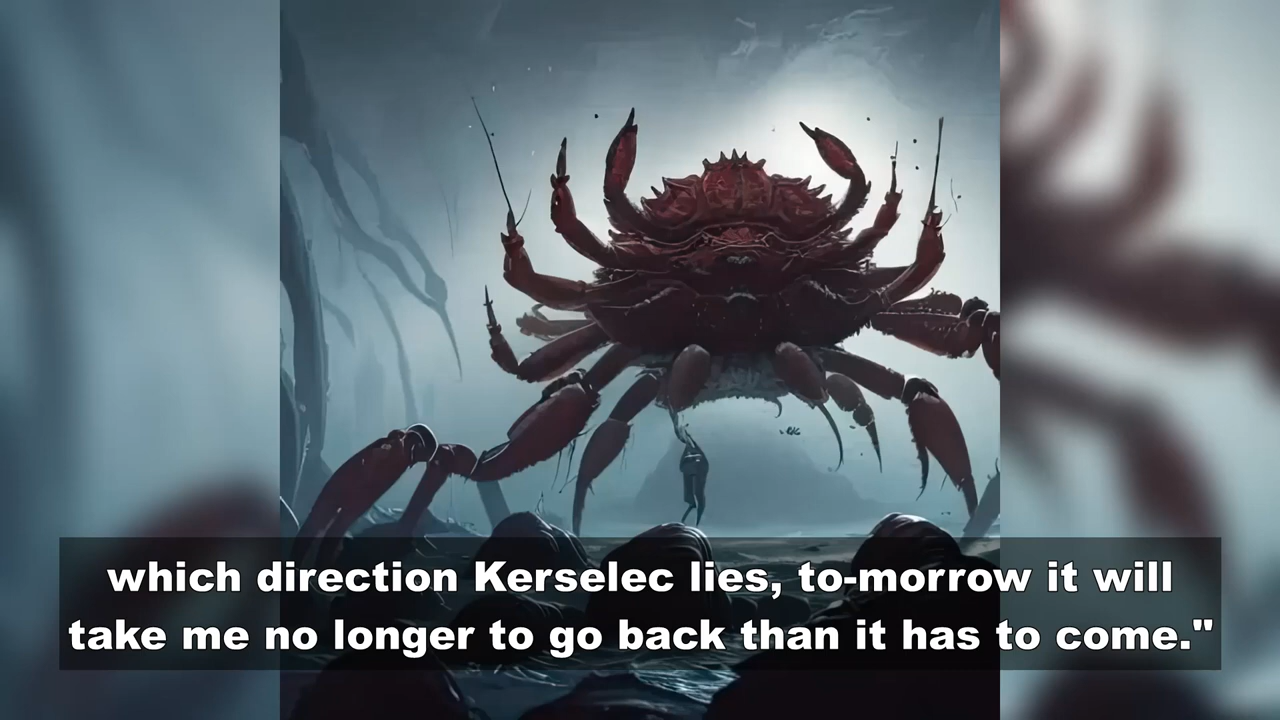 which direction Kerselec lies, to-morrow it will
take me no longer to go back than it has to come."